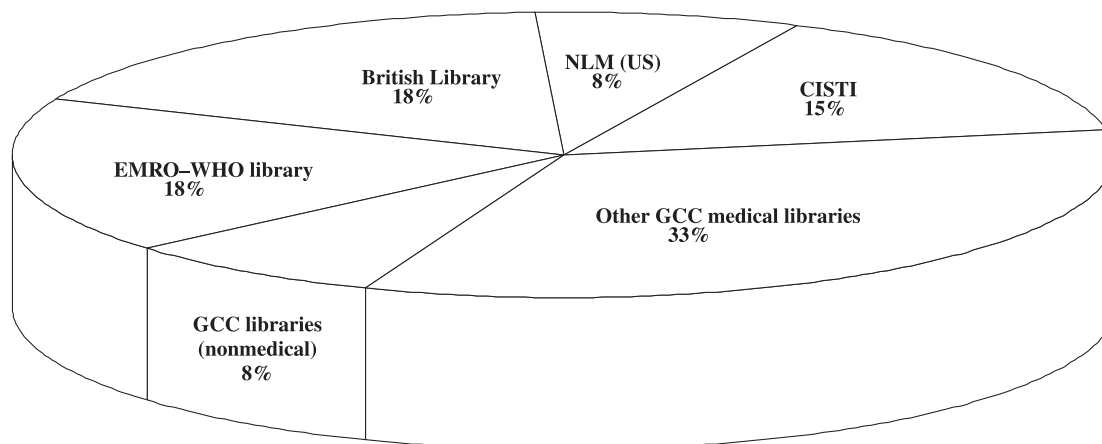 NLM (US)
8%
British Library
18%
CISTI
15%
EMRO–WHO library
18%
Other GCC medical libraries
33%
GCC libraries
(nonmedical)
8%